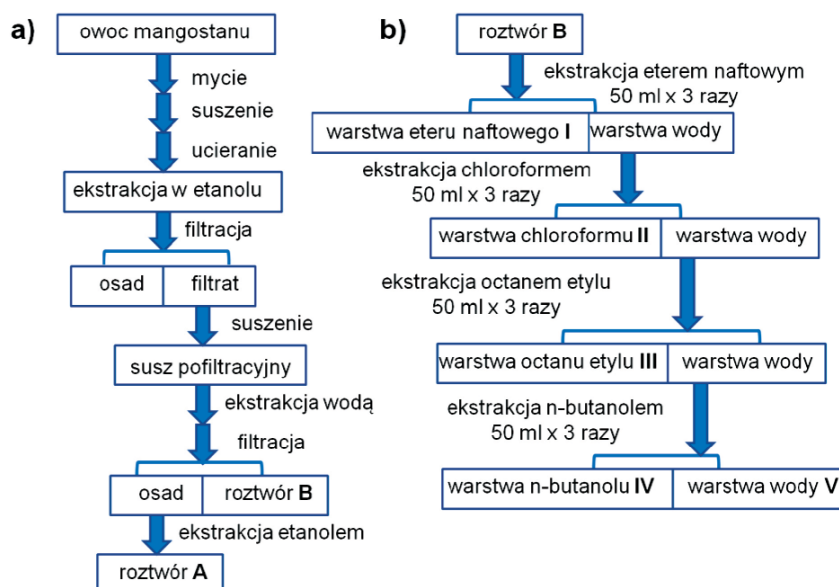 a)
owoc mangostanu
mycie
suszenie
ucieranie
ekstrakcja w etanolu
filtracja
osad
filtrat
suszenie
susz pofiltracyjny
ekstrakcja wodą
filtracja
osad
roztwór B
ekstrakcja etanolem
roztwór A
b)
roztwór B
ekstrakcja eterem naftowym
50 ml x 3 razy
warstwa eteru naftowego I
warstwa wody
ekstrakcja chloroformem
50 ml x 3 razy
warstwa chloroformu II
warstwa wody
ekstrakcja octanem etylu
50 ml x 3 razy
warstwa octanu etylu III
warstwa wody
ekstrakcja n-butanolem
50 ml x 3 razy
warstwa n-butanolu IV
warstwa wody V